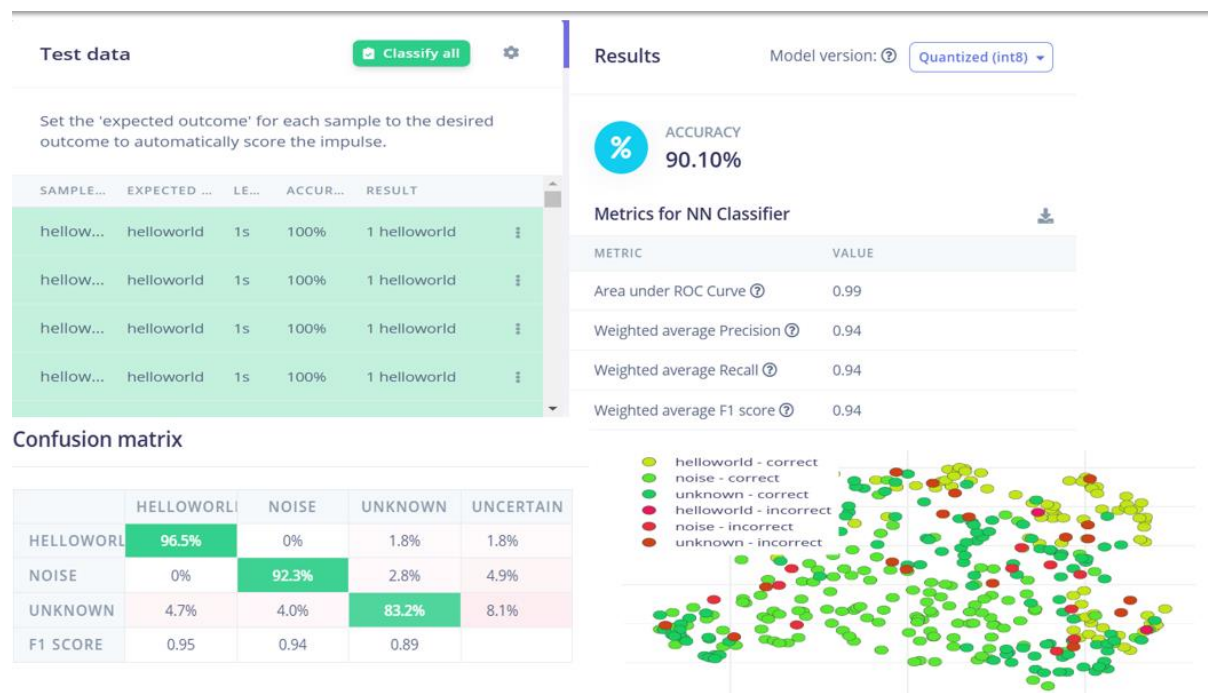 Test data
Classify all
Set the 'expected outcome' for each sample to the desired
outcome to automatically score the impulse.
SAMPLE... EXPECTED ... LE... ACCUR... RESULT
hellow... helloworld 1s 100% 1 helloworld
hellow... helloworld 1s 100% 1 helloworld
hellow... helloworld 1s 100% 1 helloworld
hellow... helloworld 1s 100% 1 helloworld
Results
Model version: ? Quantized (int8)
%
ACCURACY
90.10%
Metrics for NN Classifier
METRIC VALUE
Area under ROC Curve ? 0.99
Weighted average Precision ? 0.94
Weighted average Recall ? 0.94
Weighted average F1 score ? 0.94
Confusion matrix
HELLOWORLI NOISE UNKNOWN UNCERTAIN
HELLOWORL 96.5% 0% 1.8% 1.8%
NOISE 0% 92.3% 2.8% 4.9%
UNKNOWN 4.7% 4.0% 83.2% 8.1%
F1 SCORE 0.95 0.94 0.89
helloworld - correct
noise - correct
unknown - correct
helloworld - incorrect
noise - incorrect
unknown - incorrect